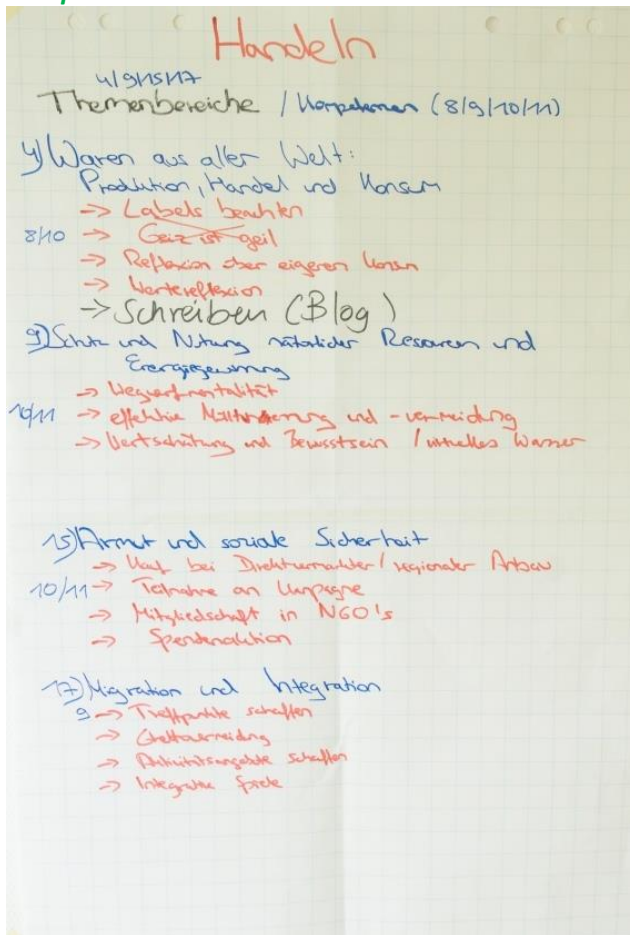 Handeln
4/9/15/17
Themenbereiche / Kompetenzen (8/9/10/11)
4) Waren aus aller Welt:
Produktion, Handel und Konsum
-> Labels beachten
8/10 -> Geiz ist geil
-> Reflexion über eigenen Konsum
-> Wertereflexion
-> Schreiben (Blog)
9) Schutz und Nutzung natürlicher Ressourcen und
Energiegewinnung
-> Wegwerfmentalität
10/11 -> effektive Mülltrennung und -vermeidung
-> Wertschätzung und Bewusstsein / virtuelles Wasser
15) Armut und soziale Sicherheit
-> Kauf bei Direktvermarkter / regionaler Anbau
10/11 -> Teilnahme an Kampagne
-> Mitgliedschaft in NGO's
-> Spendenaktion
17) Migration und Integration
9 -> Treffpunkte schaffen
-> Ghettovermeidung
-> Aktivitätsangebote schaffen
-> Integrative